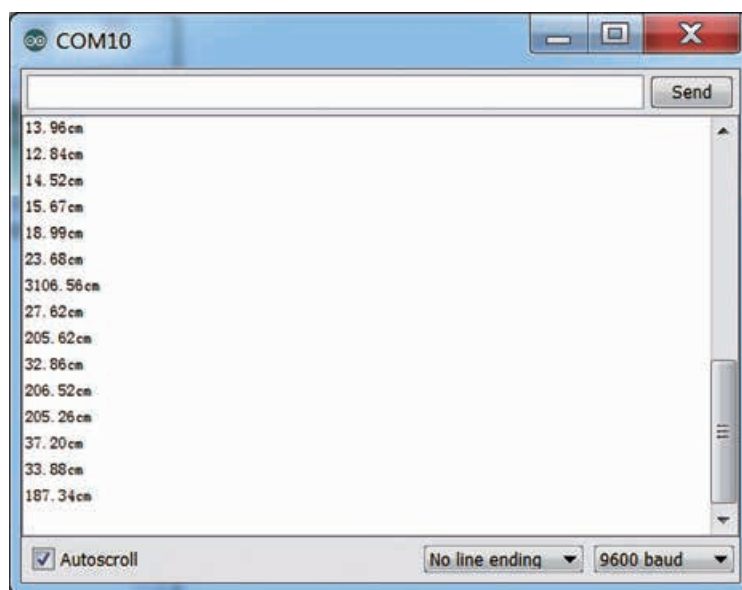 COM10
Send
13.96cm
12.84cm
14.52cm
15.67cm
18.99cm
23.68cm
3106.56cm
27.62cm
205.62cm
32.86cm
206.52cm
205.26cm
37.20cm
33.88cm
187.34cm
Autoscroll No line ending 9600 baud